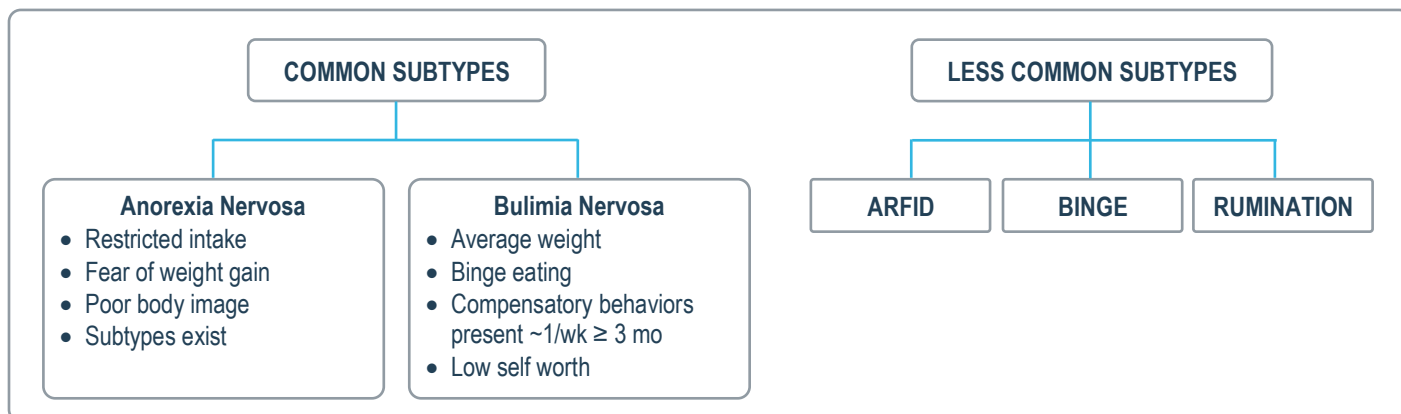 COMMON SUBTYPES
Anorexia Nervosa
• Restricted intake
• Fear of weight gain
• Poor body image
• Subtypes exist
Bulimia Nervosa
• Average weight
• Binge eating
• Compensatory behaviors
present ~1/wk ≥ 3 mo
• Low self worth
LESS COMMON SUBTYPES
ARFID
BINGE
RUMINATION